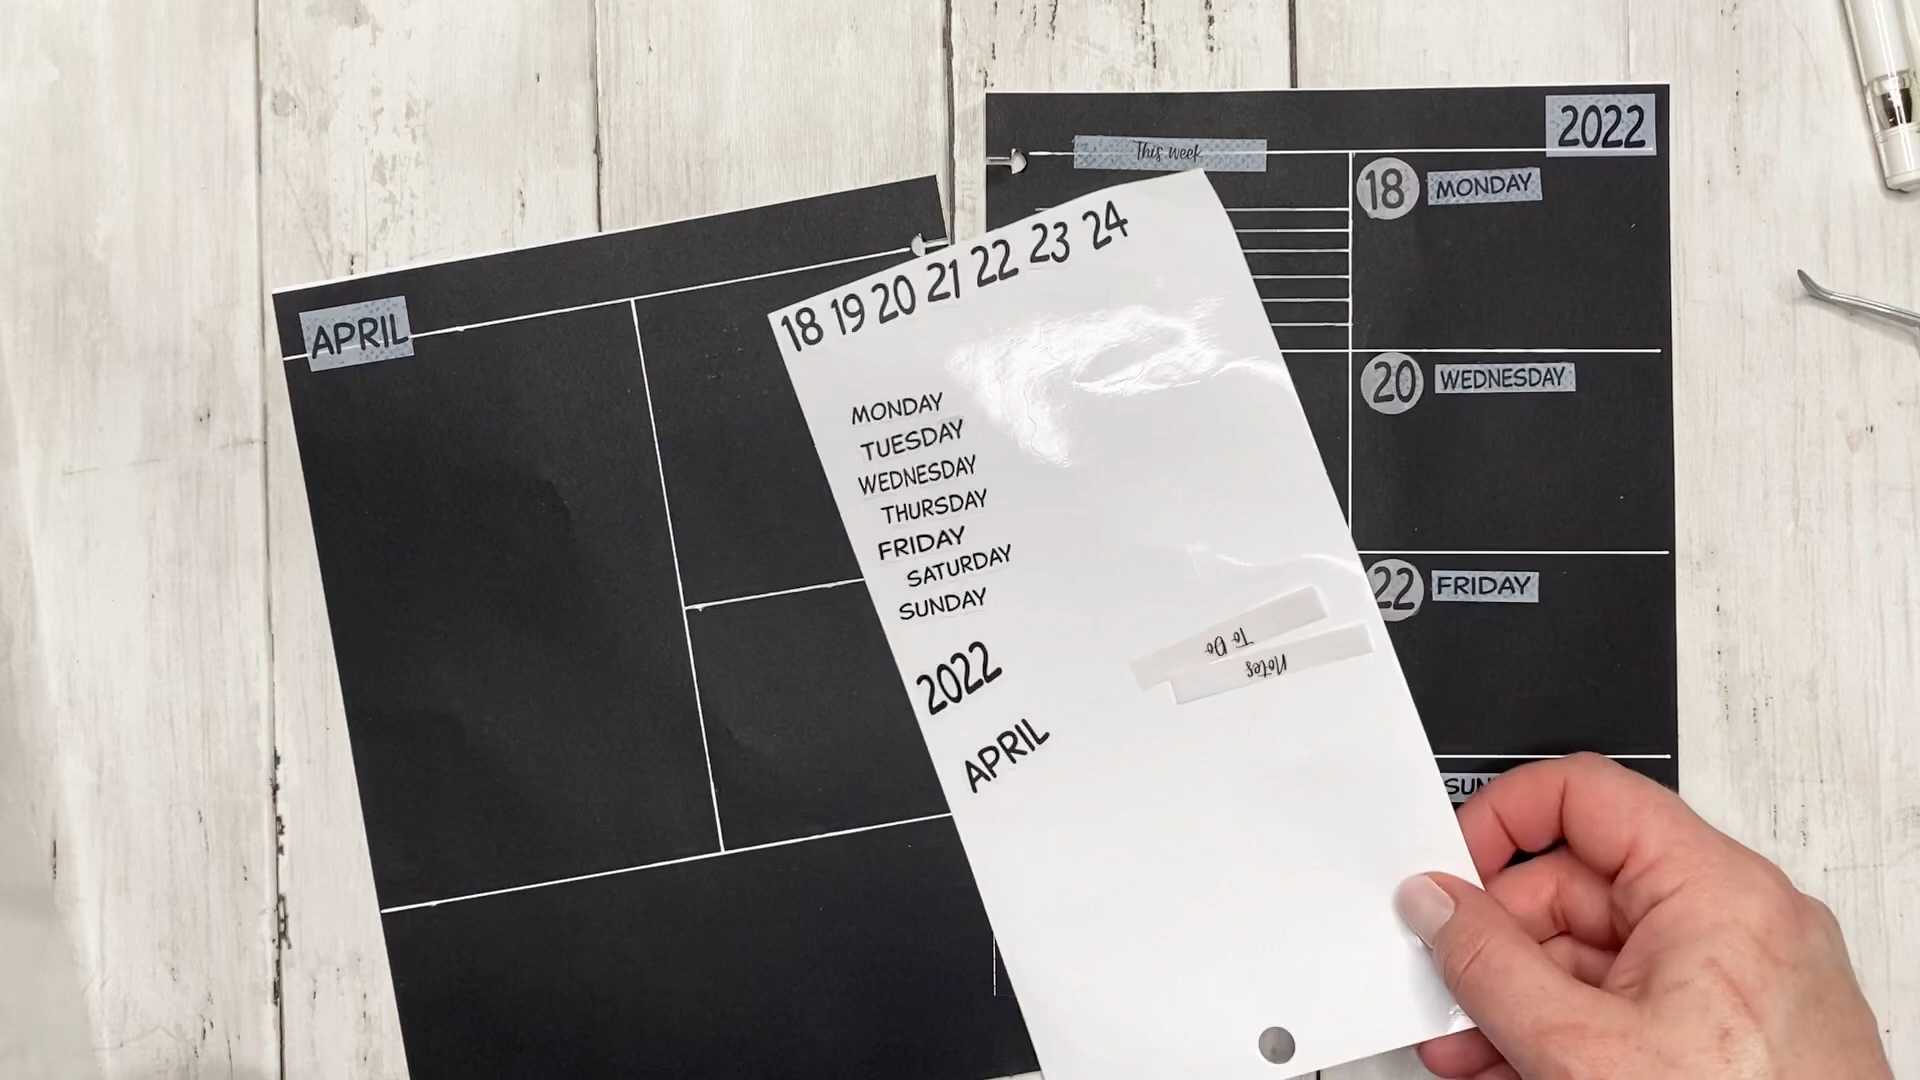 APRIL
18 19 20 21 22 23 24
MONDAY
TUESDAY
WEDNESDAY
THURSDAY
FRIDAY
SATURDAY
SUNDAY
2022
APRIL
To Do
Notes
2022
This week
18 MONDAY
20 WEDNESDAY
22 FRIDAY
SUN